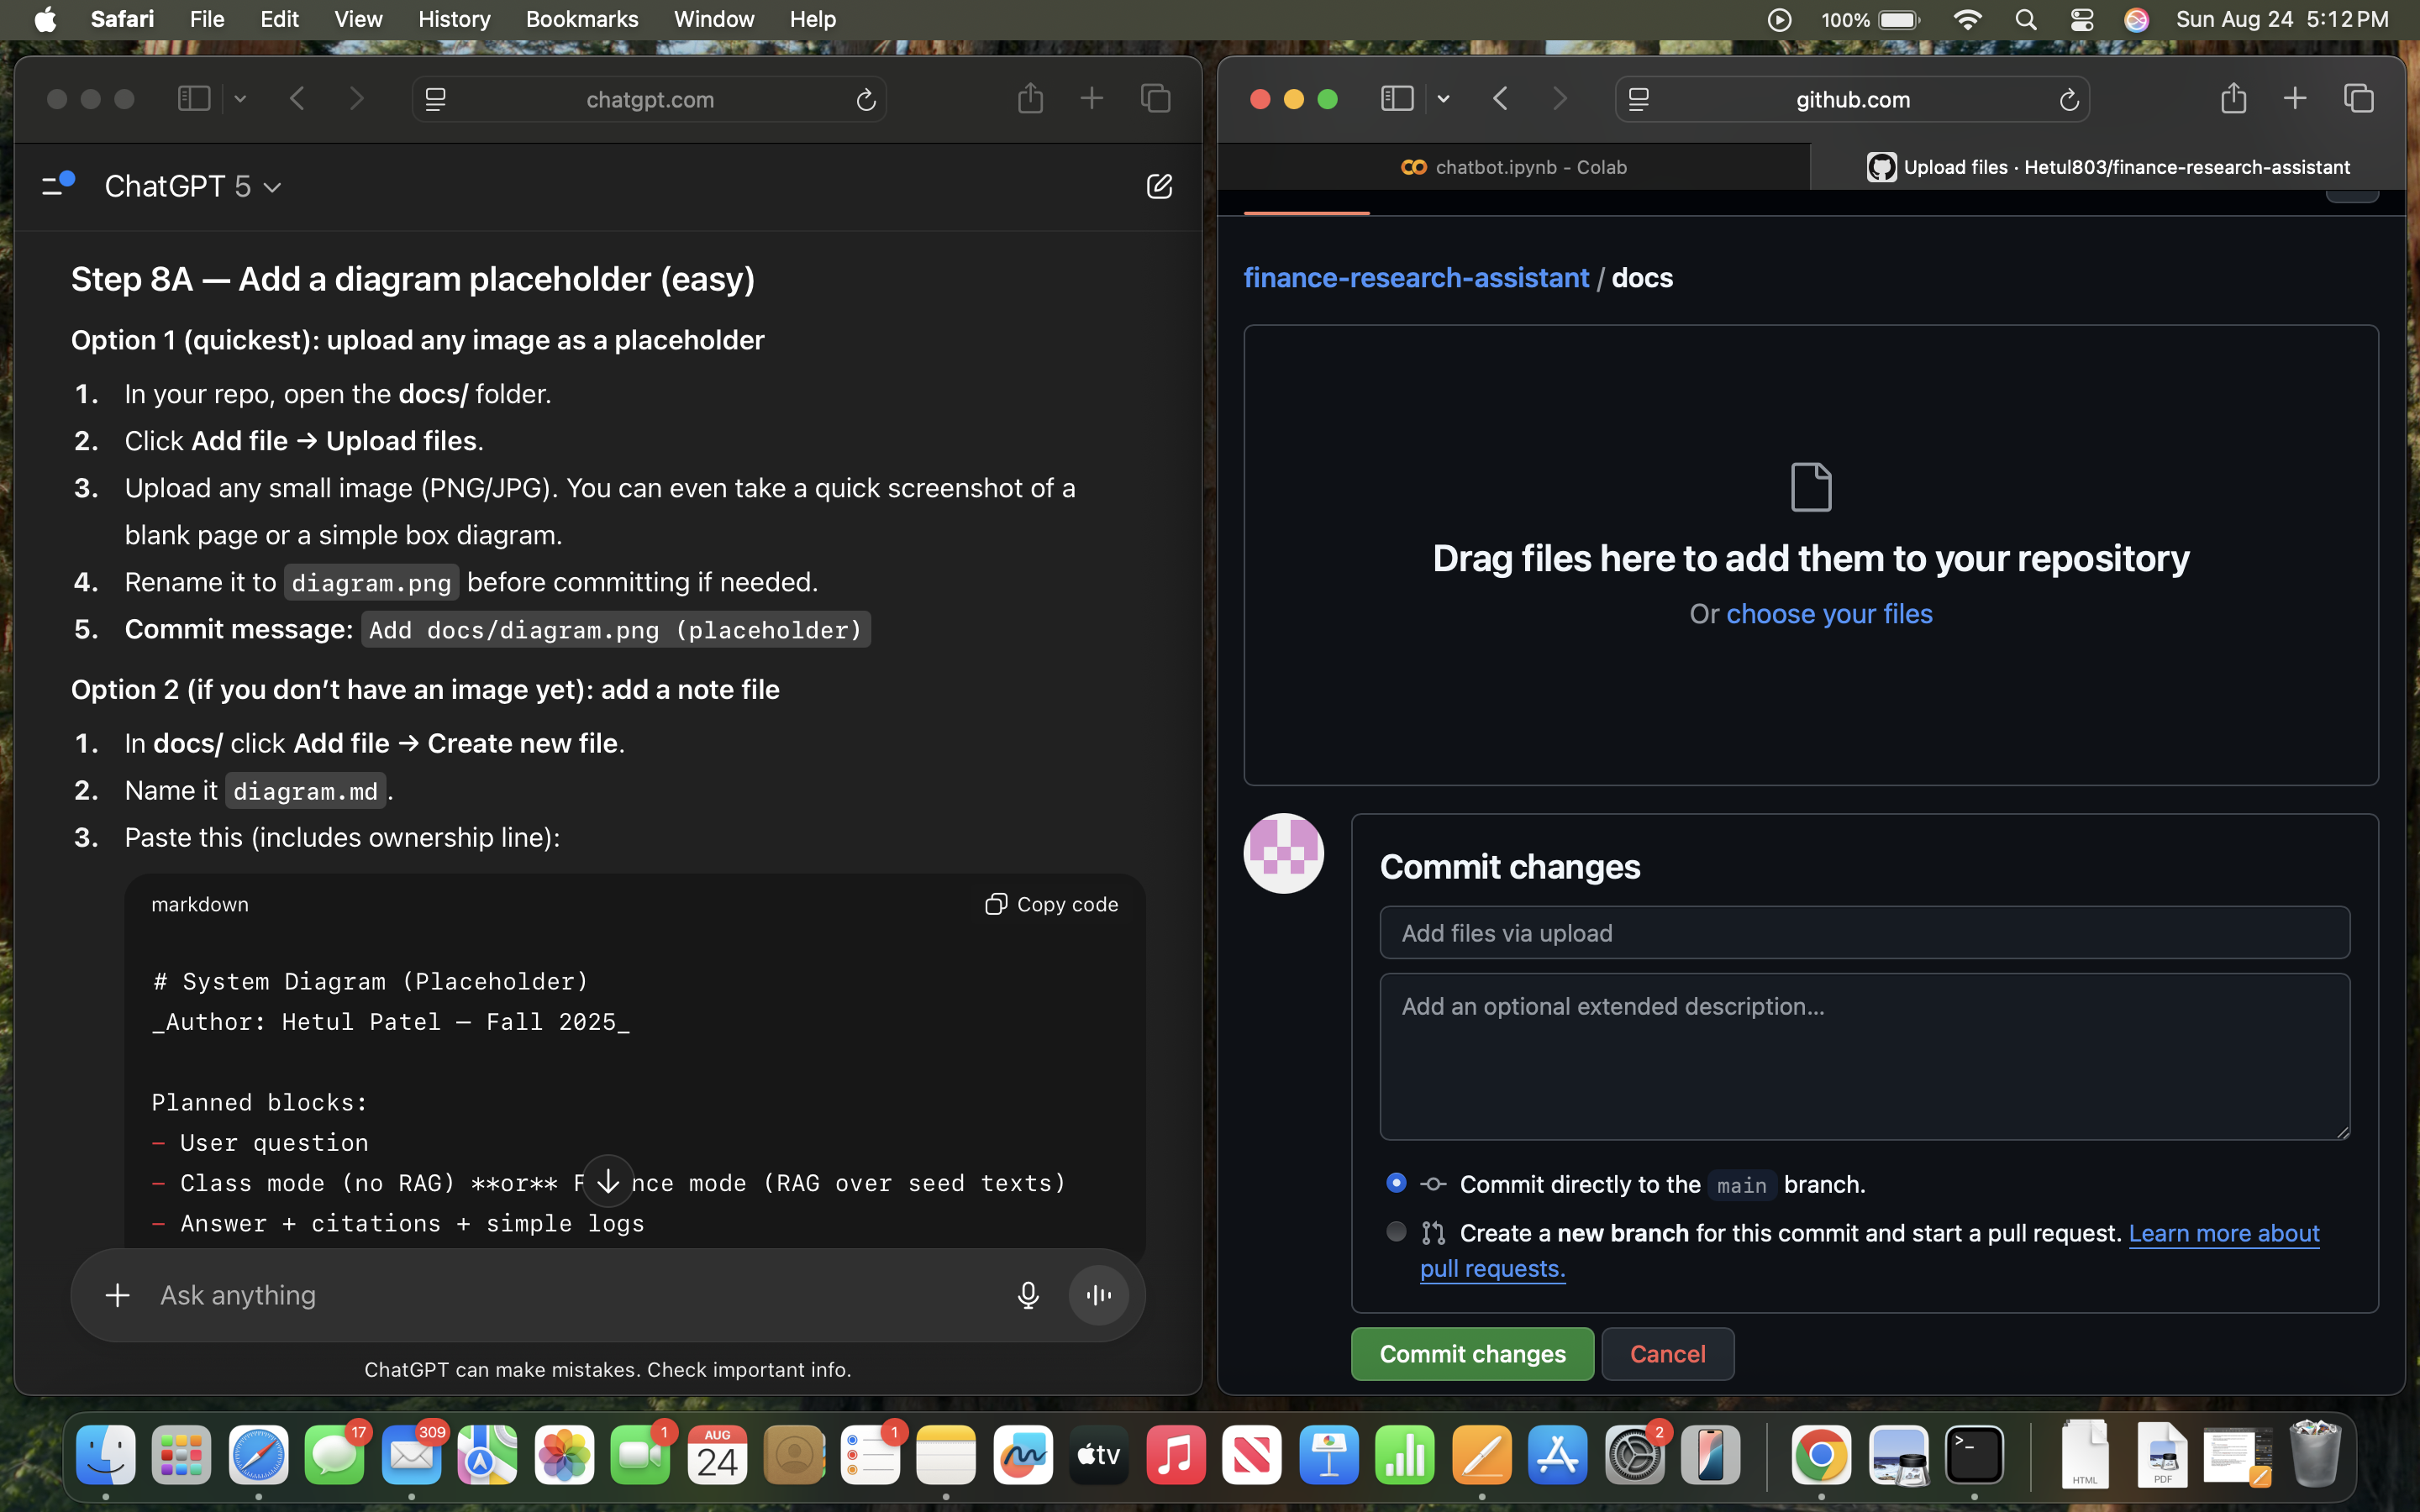 Safari File Edit View History Bookmarks Window Help 100% Sun Aug 24 5:12 PM
chatgpt.com
ChatGPT 5
Step 8A — Add a diagram placeholder (easy)
Option 1 (quickest): upload any image as a placeholder
1. In your repo, open the docs/ folder.
2. Click Add file → Upload files.
3. Upload any small image (PNG/JPG). You can even take a quick screenshot of a
blank page or a simple box diagram.
4. Rename it to diagram.png before committing if needed.
5. Commit message: Add docs/diagram.png (placeholder)
Option 2 (if you don’t have an image yet): add a note file
1. In docs/ click Add file → Create new file.
2. Name it diagram.md.
3. Paste this (includes ownership line):
markdown Copy code
# System Diagram (Placeholder)
_Author: Hetul Patel — Fall 2025_
Planned blocks:
- User question
- Class mode (no RAG) **or** F nce mode (RAG over seed texts)
- Answer + citations + simple logs
Ask anything
ChatGPT can make mistakes. Check important info.
github.com
chatbot.ipynb - Colab
Upload files · Hetul803/finance-research-assistant
finance-research-assistant / docs
Drag files here to add them to your repository
Or choose your files
Commit changes
Add files via upload
Add an optional extended description...
Commit directly to the main branch.
Create a new branch for this commit and start a pull request. Learn more about
pull requests.
Commit changes Cancel
17 309 1 AUG 24 1 tv 2 >_ HTML PDF